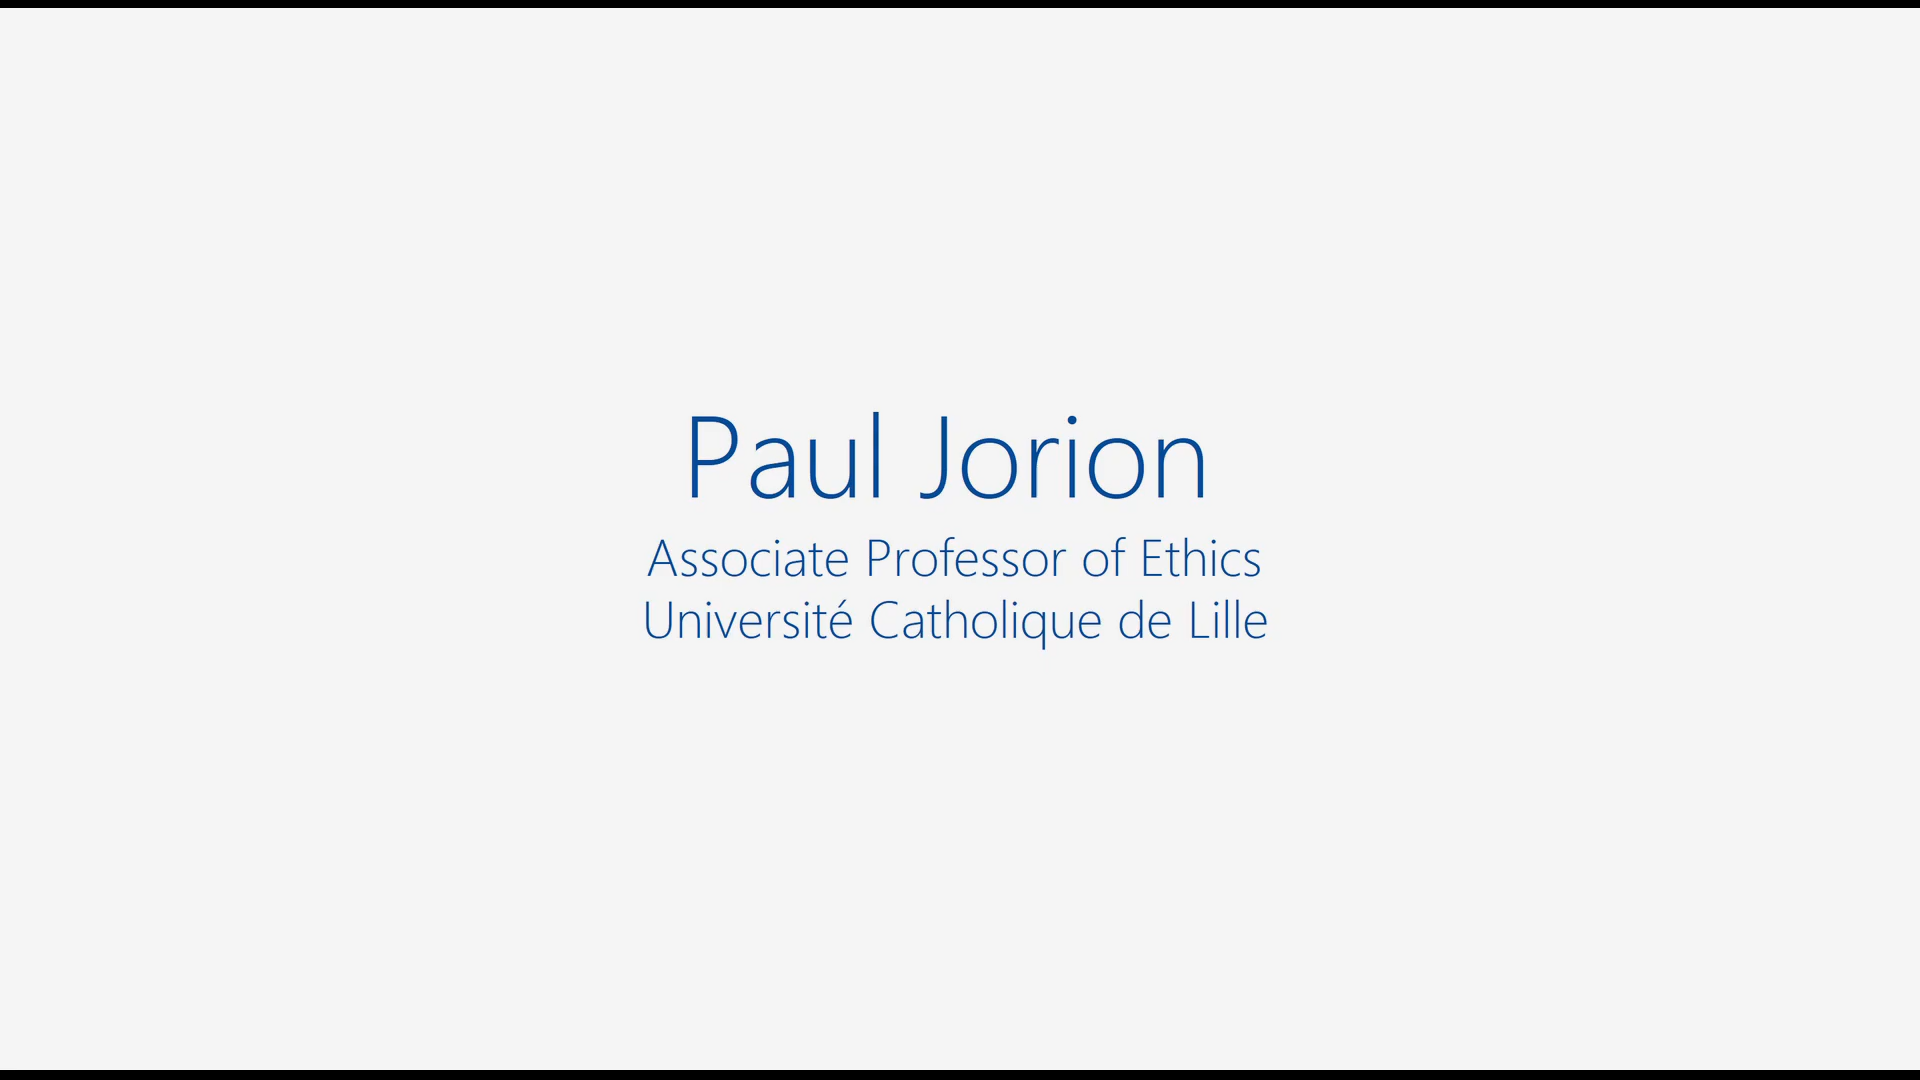 Paul Jorion
Associate Professor of Ethics
Université Catholique de Lille